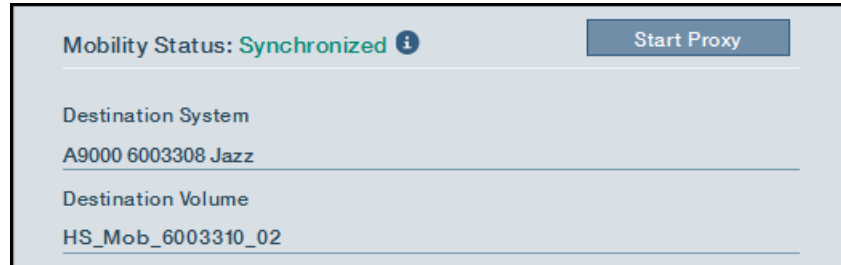 Mobility Status: Synchronized
Start Proxy
Destination System
A9000 6003308 Jazz
Destination Volume
HS_Mob_6003310_02